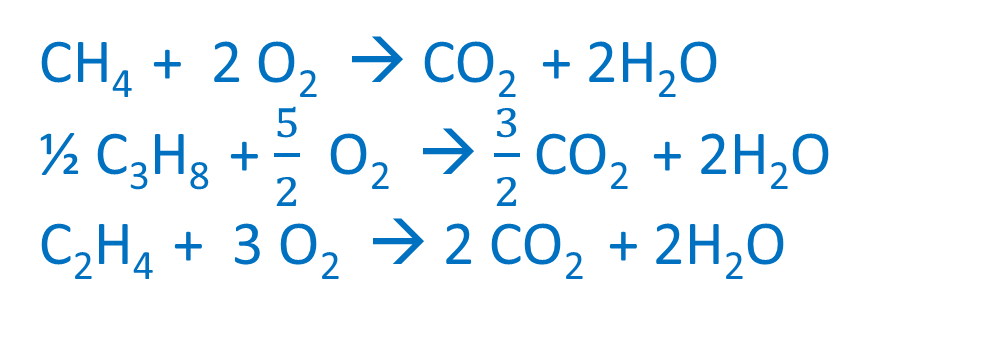 CH₄ + 2 O₂ → CO₂ + 2H₂O
½ C₃H₈ + 5/2 O₂ → 3/2 CO₂ + 2H₂O
C₂H₄ + 3 O₂ → 2 CO₂ + 2H₂O